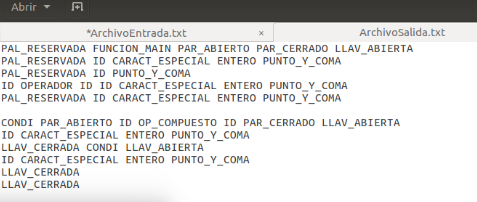 Abrir
*ArchivoEntrada.txt × ArchivoSalida.txt
PAL_RESERVADA FUNCION_MAIN PAR_ABIERTO PAR_CERRADO LLAV_ABIERTA
PAL_RESERVADA ID CARACT_ESPECIAL ENTERO PUNTO_Y_COMA
PAL_RESERVADA ID PUNTO_Y_COMA
ID OPERADOR ID ID CARACT_ESPECIAL ENTERO PUNTO_Y_COMA
PAL_RESERVADA ID CARACT_ESPECIAL ENTERO PUNTO_Y_COMA
CONDI PAR_ABIERTO ID OP_COMPUESTO ID PAR_CERRADO LLAV_ABIERTA
ID CARACT_ESPECIAL ENTERO PUNTO_Y_COMA
LLAV_CERRADA CONDI LLAV_ABIERTA
ID CARACT_ESPECIAL ENTERO PUNTO_Y_COMA
LLAV_CERRADA
LLAV_CERRADA